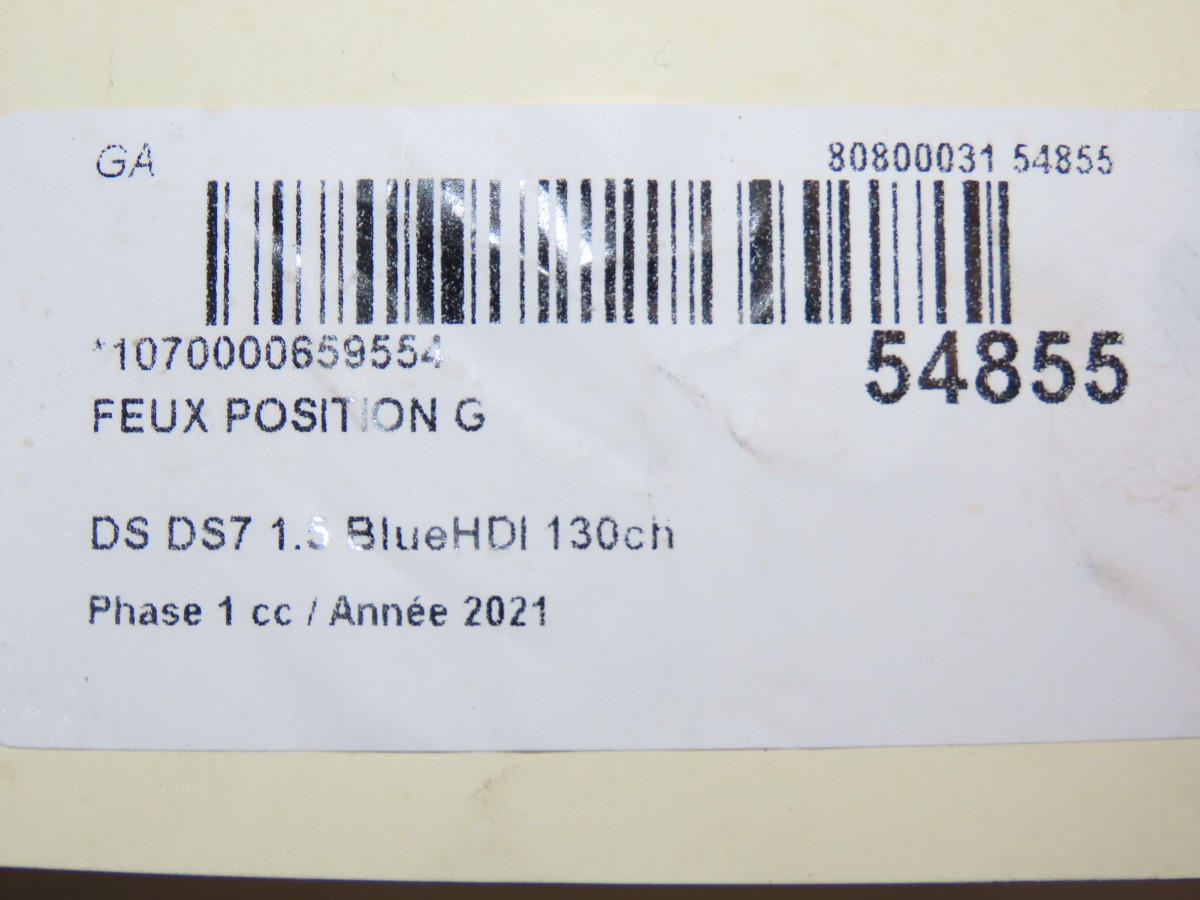 GA
80800031 54855
*1070000659554
54855
FEUX POSITION G
DS DS7 1.5 BlueHDI 130ch
Phase 1 cc / Année 2021